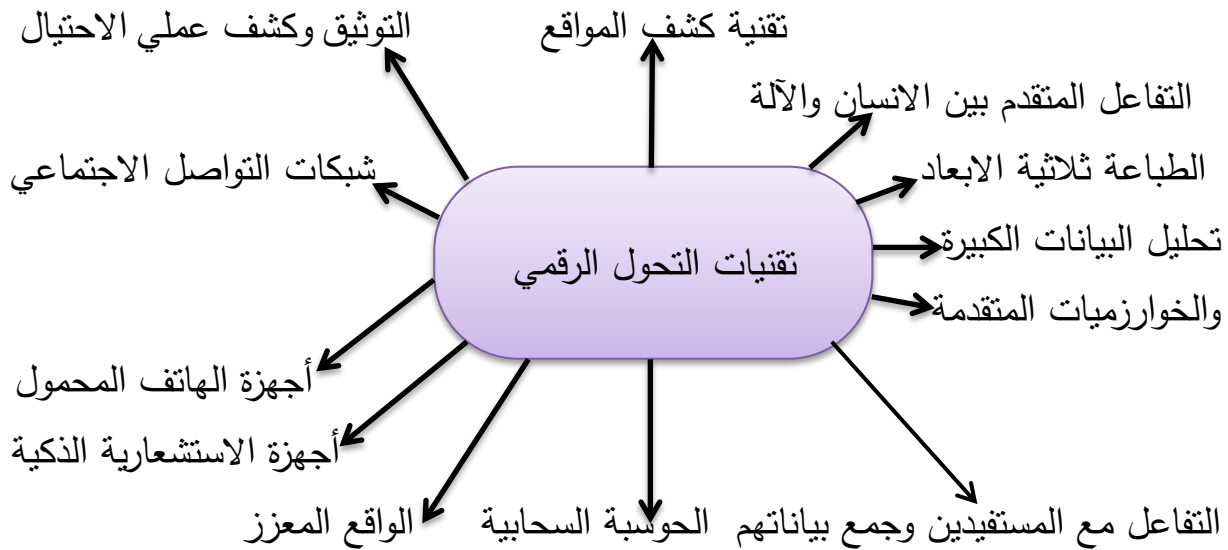 التوثيق وكشف عملي الاحتيال
تقنية كشف المواقع
التفاعل المتقدم بين الانسان والآلة
شبكات التواصل الاجتماعي
الطباعة ثلاثية الابعاد
تحليل البيانات الكبيرة
والخوارزميات المتقدمة
تقنيات التحول الرقمي
أجهزة الهاتف المحمول
أجهزة الاستشعارية الذكية
التفاعل مع المستفيدين وجمع بياناتهم
الحوسبة السحابية
الواقع المعزز